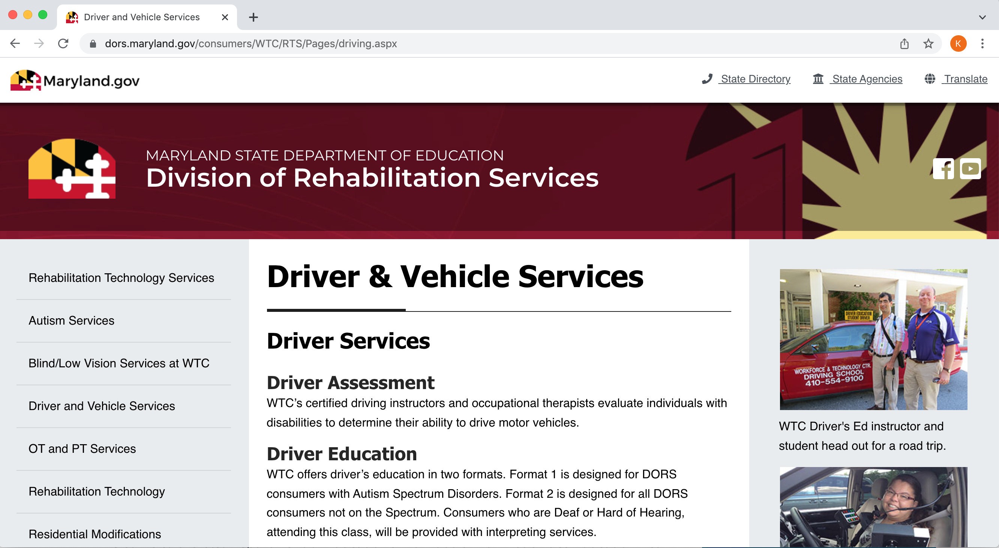 Driver and Vehicle Services
dors.maryland.gov/consumers/WTC/RTS/Pages/driving.aspx
K
Maryland.gov
State Directory
State Agencies
Translate
MARYLAND STATE DEPARTMENT OF EDUCATION
Division of Rehabilitation Services
Rehabilitation Technology Services
Autism Services
Blind/Low Vision Services at WTC
Driver and Vehicle Services
OT and PT Services
Rehabilitation Technology
Residential Modifications
Driver & Vehicle Services
Driver Services
Driver Assessment
WTC’s certified driving instructors and occupational therapists evaluate individuals with
disabilities to determine their ability to drive motor vehicles.
Driver Education
WTC offers driver’s education in two formats. Format 1 is designed for DORS
consumers with Autism Spectrum Disorders. Format 2 is designed for all DORS
consumers not on the Spectrum. Consumers who are Deaf or Hard of Hearing,
attending this class, will be provided with interpreting services.
DRIVER EDUCATION
STUDENT DRIVER
WORKFORCE & TECHNOLOGY CTR.
DRIVING SCHOOL
410-554-9100
WTC Driver's Ed instructor and
student head out for a road trip.